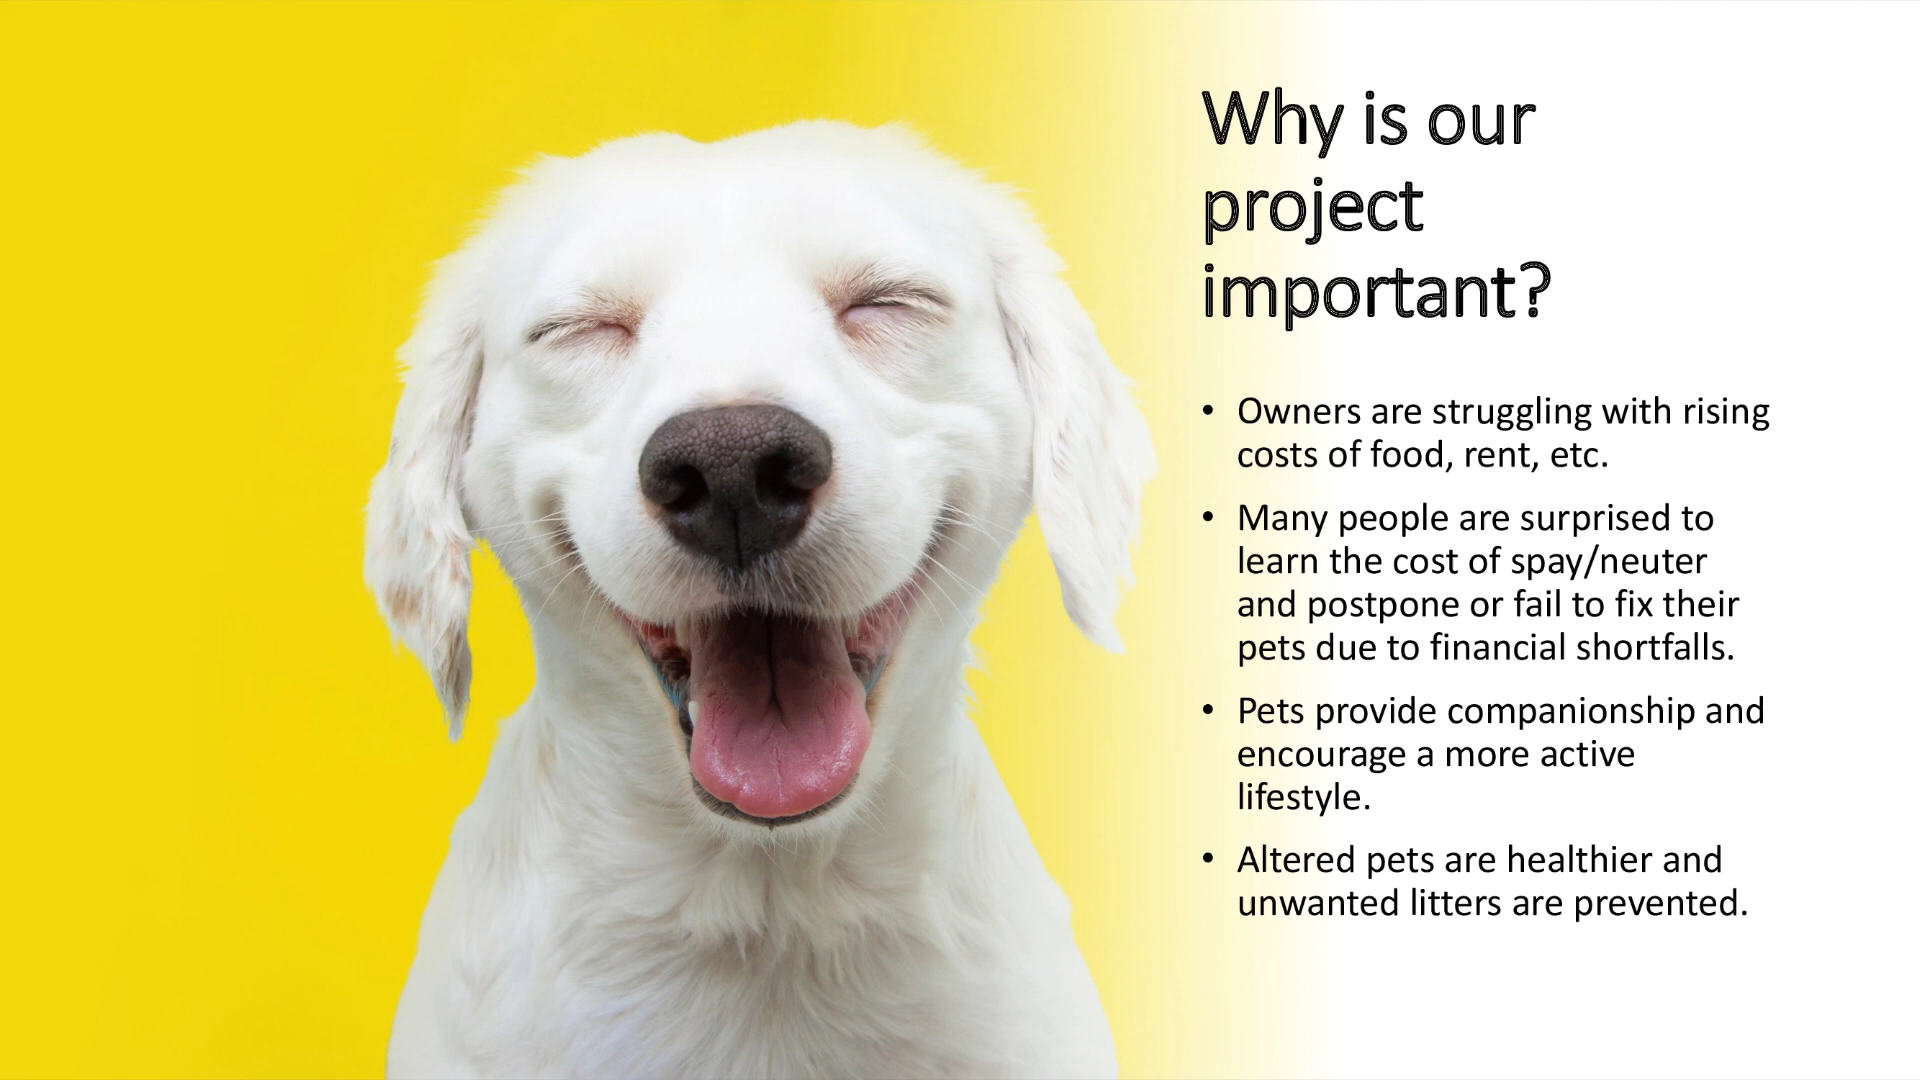 Why is our
project
important?
• Owners are struggling with rising
costs of food, rent, etc.
• Many people are surprised to
learn the cost of spay/neuter
and postpone or fail to fix their
pets due to financial shortfalls.
• Pets provide companionship and
encourage a more active
lifestyle.
• Altered pets are healthier and
unwanted litters are prevented.